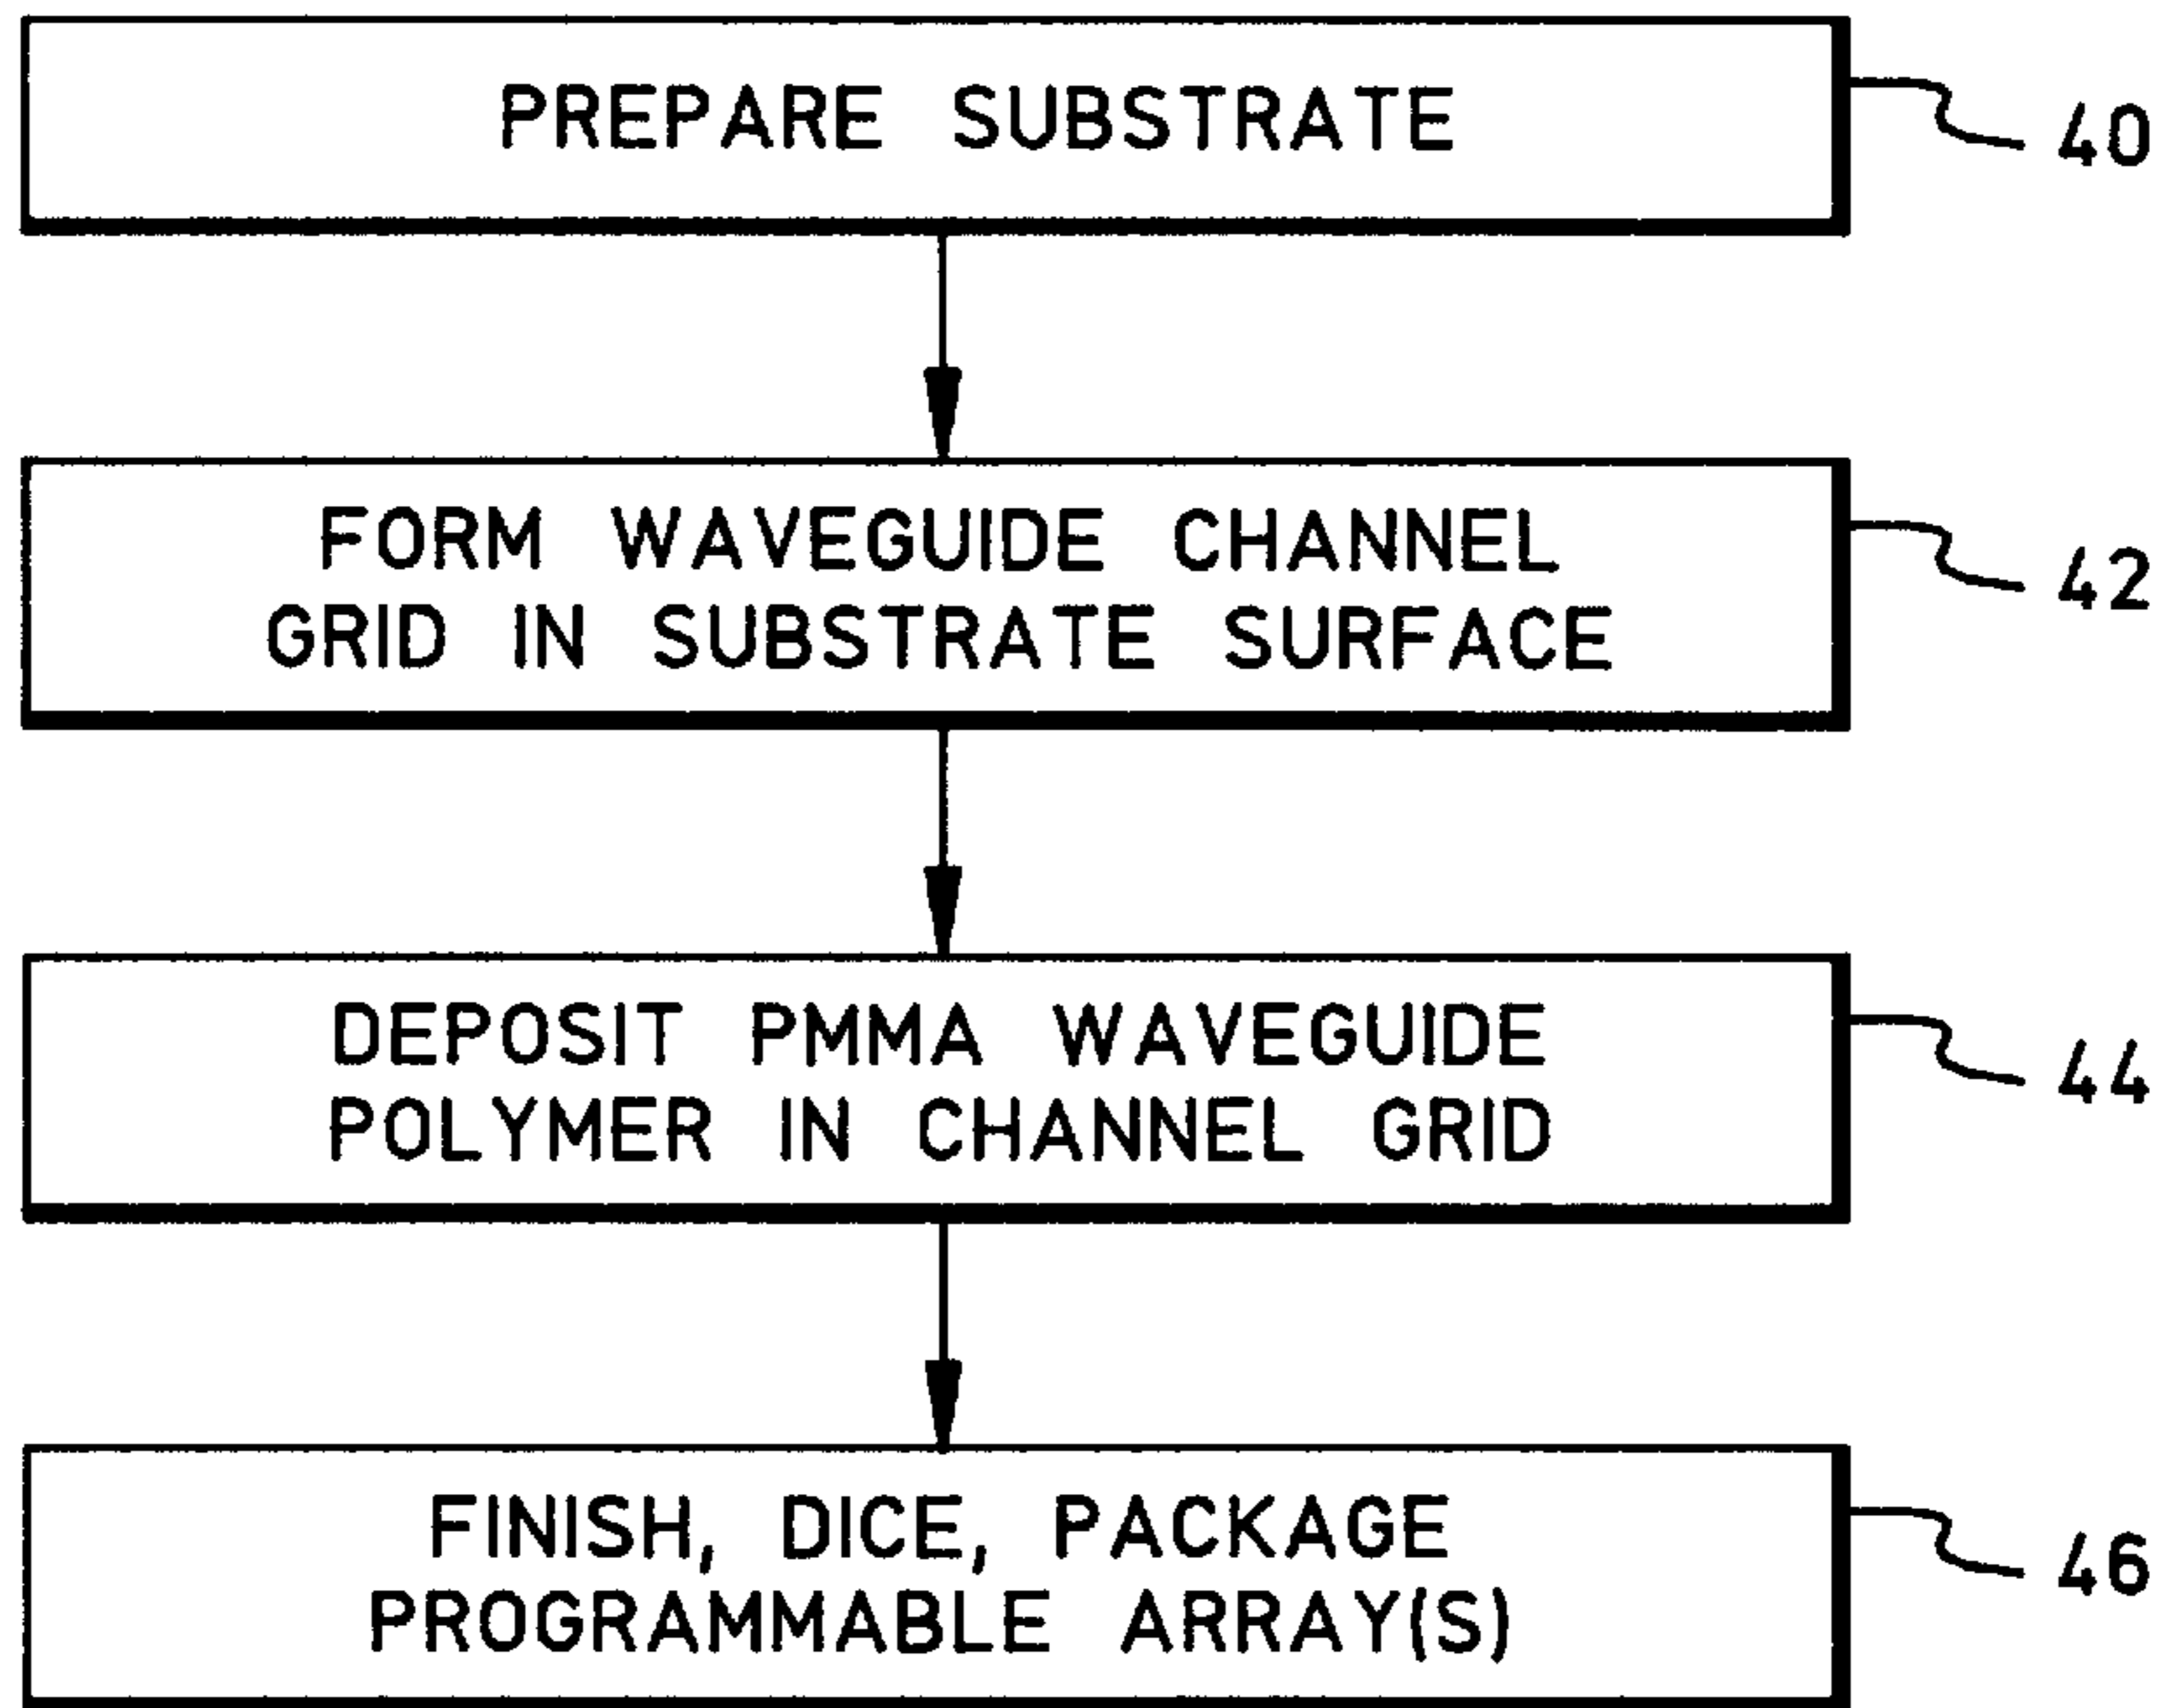 PREPARE SUBSTRATE
40
FORM WAVEGUIDE CHANNEL
GRID IN SUBSTRATE SURFACE
42
DEPOSIT PMMA WAVEGUIDE
POLYMER IN CHANNEL GRID
44
FINISH, DICE, PACKAGE
PROGRAMMABLE ARRAY(S)
46